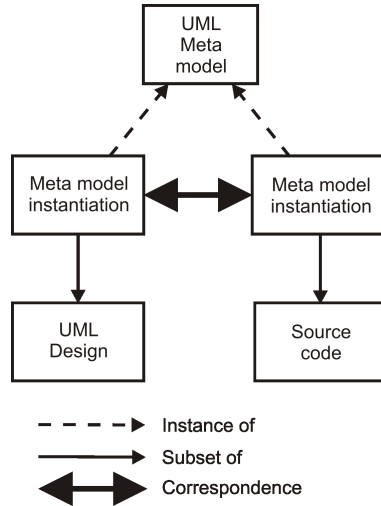 UML
Meta
model
Meta model
instantiation
Meta model
instantiation
UML
Design
Source
code
Instance of
Subset of
Correspondence